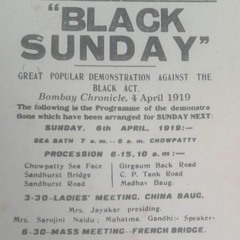 "BLACK
SUNDAY"
GREAT POPULAR DEMONSTRATION AGAINST THE
BLACK ACT.
Bombay Chronicle, 4 April 1919
The following is the Programme of the demonstra
tions which have been arranged for SUNDAY NEXT:
SUNDAY, 6th APRIL, 1919:—
SEA BATH 7 a.m.— 8 a.m. CHOWPATTY
PROCESSION 8-15, 10 a.m:—
Chowpatty Sea Face Girgaum Back Road
Sandhurst Bridge C. P. Tank Road
Sandhurst Road Madhav Baug.
3-30-LADIES' MEETING, CHINA BAUG.
Mrs. Jayakar presiding.
Mrs. Sarojini Naidu; Mahatma, Gandhi:- Speaker-
6-30-MASS MEETING-FRENCH BRIDGE.